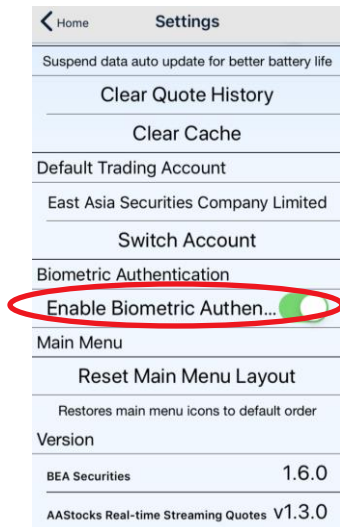 Home Settings
Suspend data auto update for better battery life
Clear Quote History
Clear Cache
Default Trading Account
East Asia Securities Company Limited
Switch Account
Biometric Authentication
Enable Biometric Authen...
Main Menu
Reset Main Menu Layout
Restores main menu icons to default order
Version
BEA Securities 1.6.0
AAStocks Real-time Streaming Quotes v1.3.0